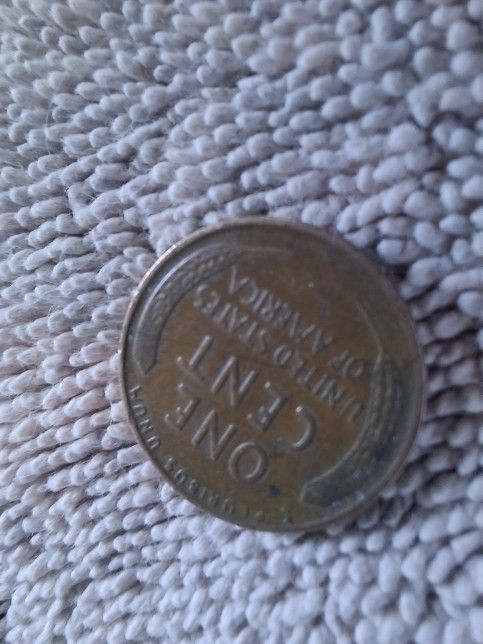 E · PLURIBUS · UNUM
ONE
CENT
UNITED STATES
OF AMERICA